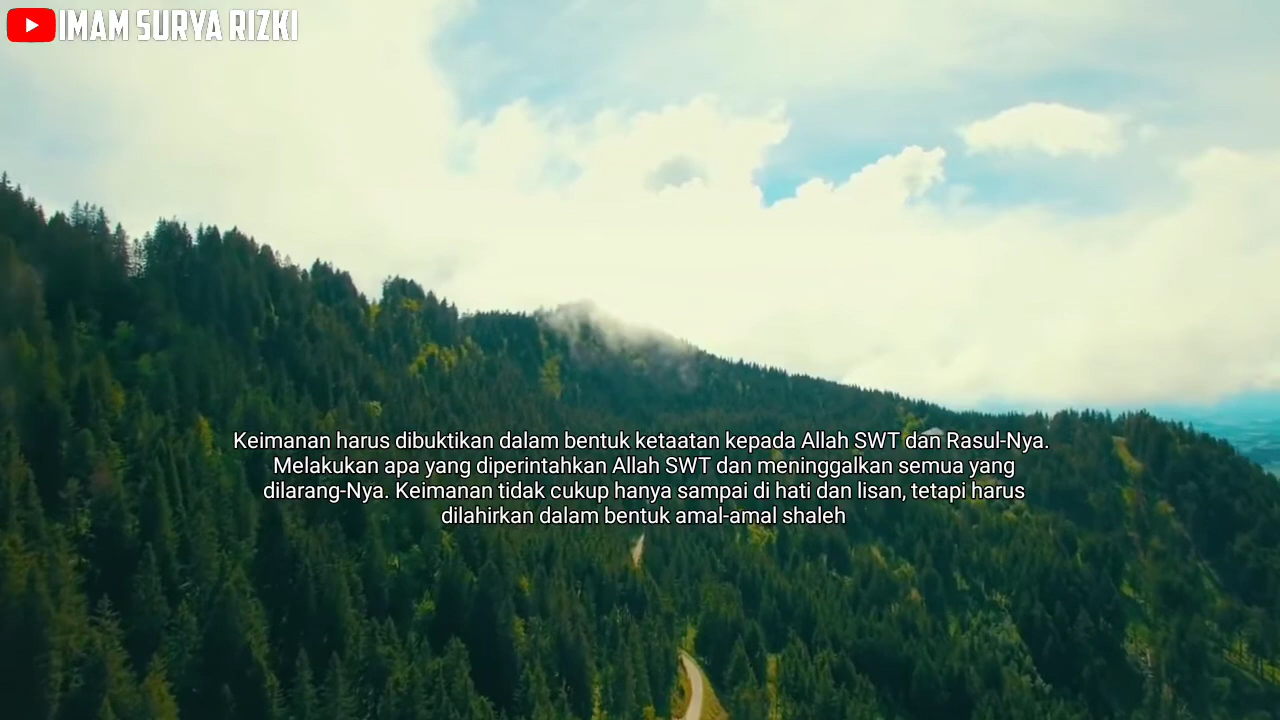 IMAM SURYA RIZKI
Keimanan harus dibuktikan dalam bentuk ketaatan kepada Allah SWT dan Rasul-Nya.
Melakukan apa yang diperintahkan Allah SWT dan meninggalkan semua yang
dilarang-Nya. Keimanan tidak cukup hanya sampai di hati dan lisan, tetapi harus
dilahirkan dalam bentuk amal-amal shaleh